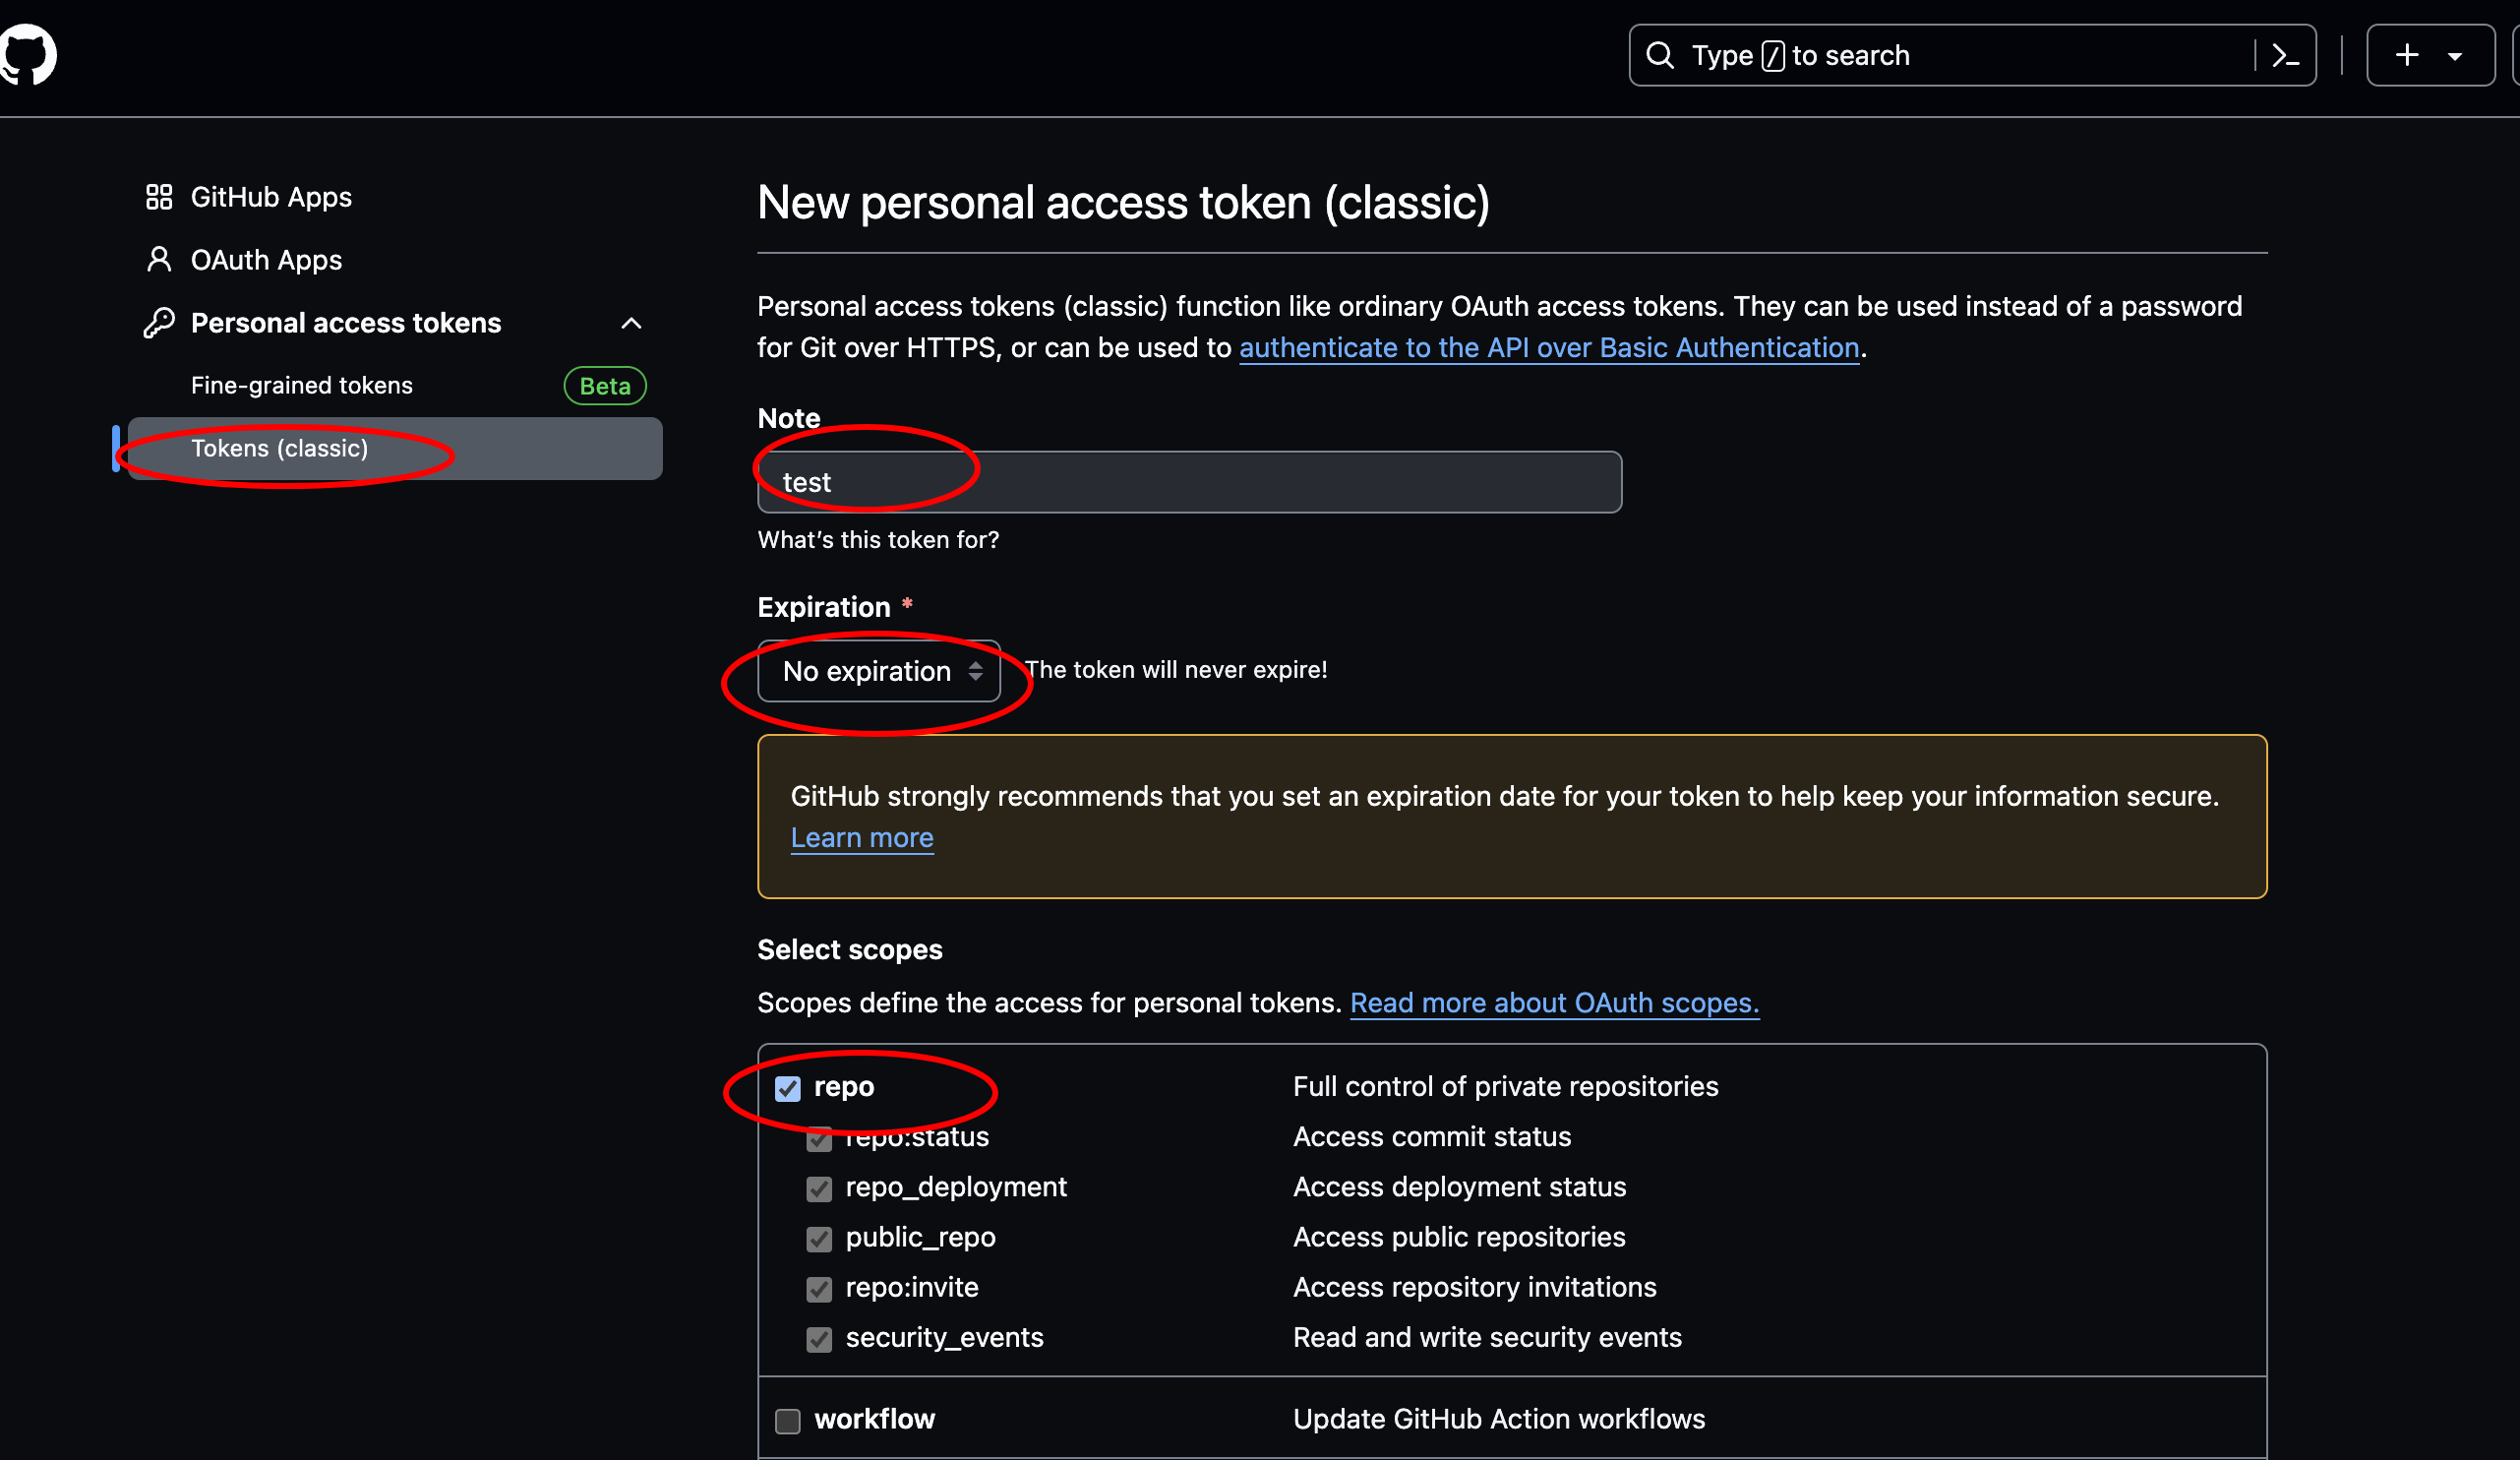 Type / to search
GitHub Apps
OAuth Apps
Personal access tokens
Fine-grained tokens Beta
Tokens (classic)
New personal access token (classic)
Personal access tokens (classic) function like ordinary OAuth access tokens. They can be used instead of a password
for Git over HTTPS, or can be used to authenticate to the API over Basic Authentication.
Note
test
What's this token for?
Expiration *
No expiration The token will never expire!
GitHub strongly recommends that you set an expiration date for your token to help keep your information secure.
Learn more
Select scopes
Scopes define the access for personal tokens. Read more about OAuth scopes.
repo Full control of private repositories
repo:status Access commit status
repo_deployment Access deployment status
public_repo Access public repositories
repo:invite Access repository invitations
security_events Read and write security events
workflow Update GitHub Action workflows